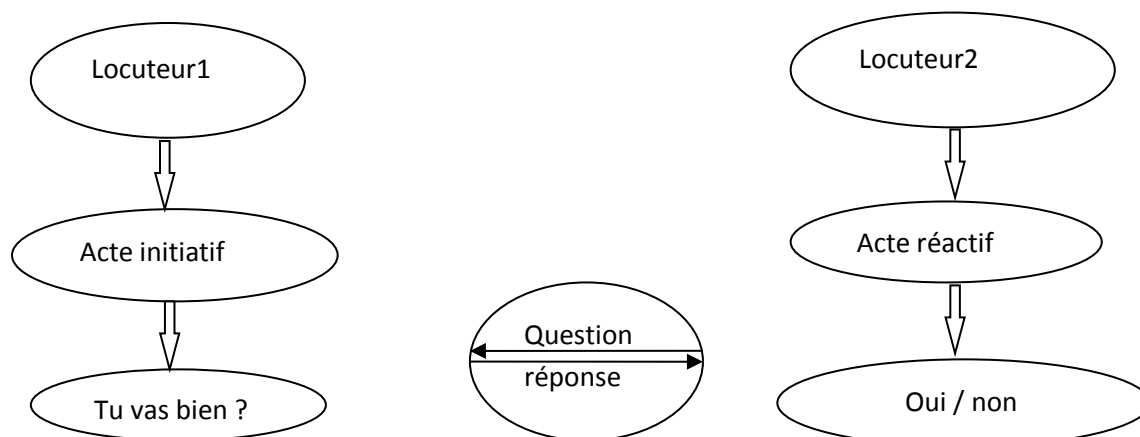 Locuteur1
Locuteur2
Acte initiatif
Acte réactif
Question
réponse
Tu vas bien ?
Oui / non